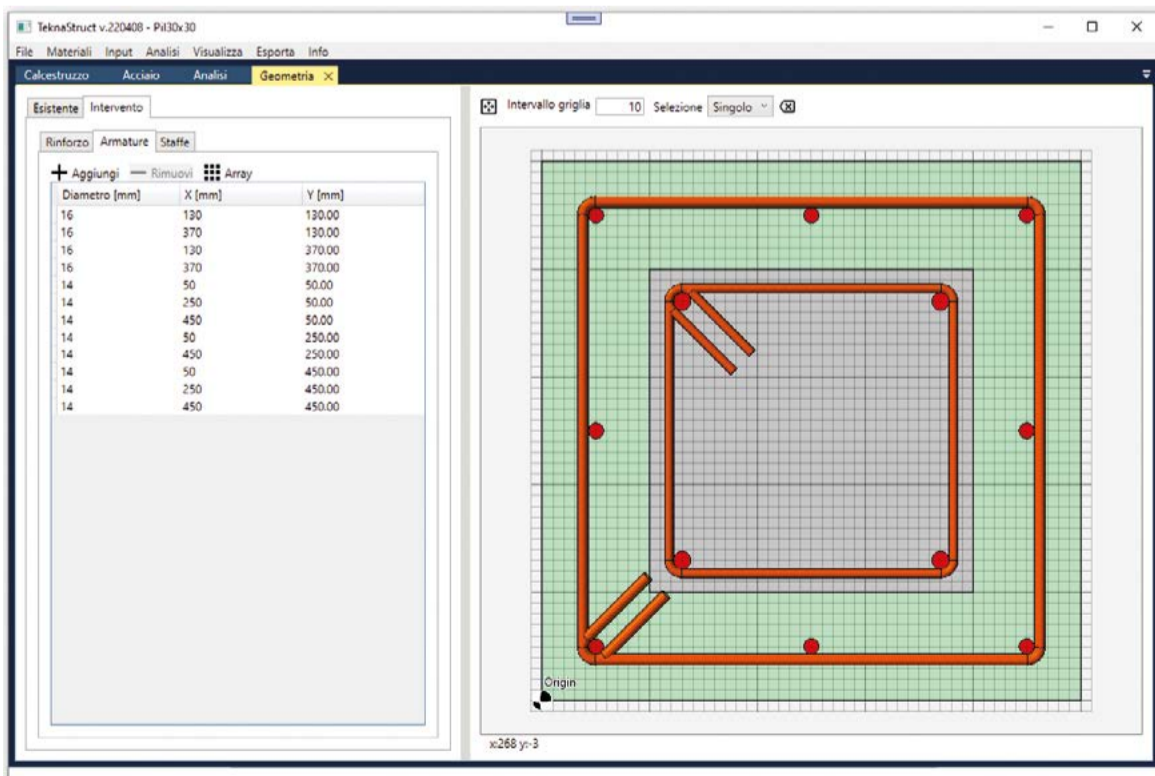 TeknaStruct v.220408 - Pil30x30
File Materiali Input Analisi Visualizza Esporta Info
Calcestruzzo Acciaio Analisi Geometria
Esistente Intervento
Intervallo griglia 10 Selezione Singolo
Rinforzo Armature Staffe
Aggiungi Rimuovi Array
Diametro [mm] X [mm] Y [mm]
16 130 130.00
16 370 130.00
16 130 370.00
16 370 370.00
14 50 50.00
14 250 50.00
14 450 50.00
14 50 250.00
14 450 250.00
14 50 450.00
14 250 450.00
14 450 450.00
Origin
x:268 y:-3